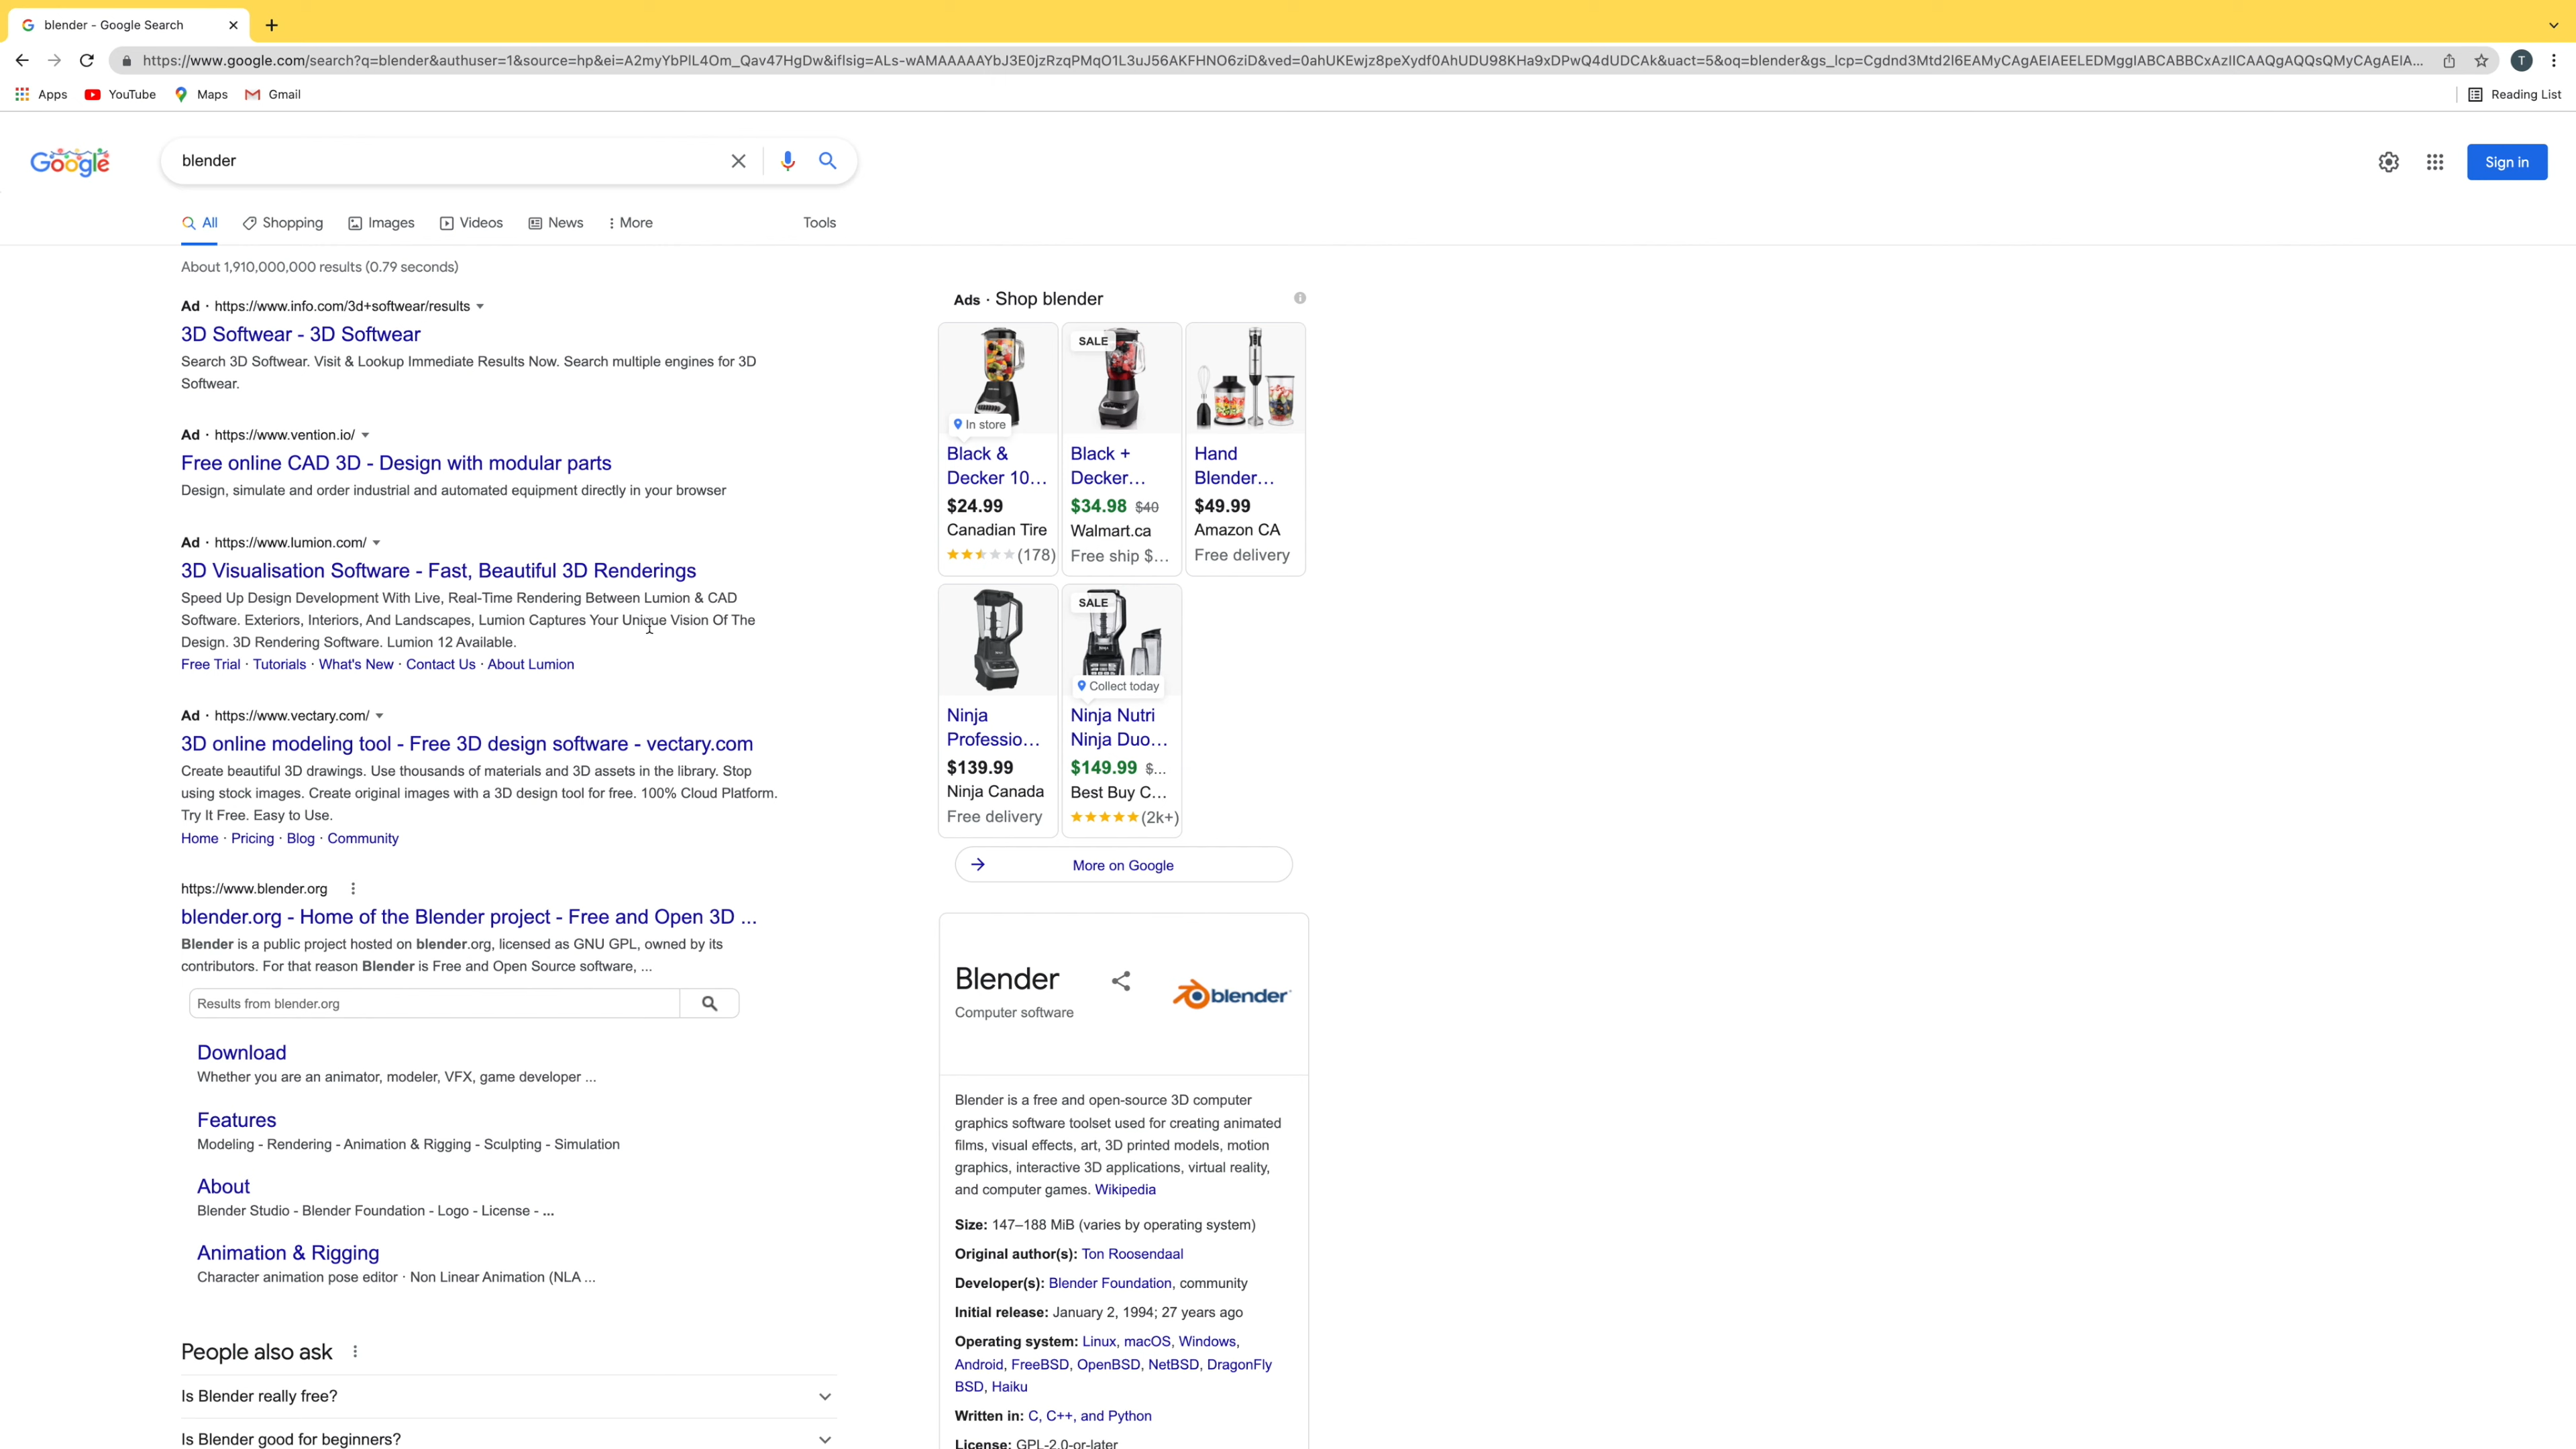 blender - Google Search
https://www.google.com/search?q=blender&authuser=1&source=hp&ei=A2myYbPlL4Om_Qav47HgDw&iflsig=ALs-wAMAAAAAYbJ3E0jzRzqPMqO1L3uJ56AKFHNO6ziD&ved=0ahUKEwjz8peXydf0AhUDU98KHa9xDPwQ4dUDCAk&uact=5&oq=blender&gs_lcp=Cgdnd3Mtd2l6EAMyCAgAEIAEELEDMggIABCABBCxAzIICAAQgAQQsQMyCAgAEIA...
T
Apps
YouTube
Maps
Gmail
Reading List
Google
blender
Sign in
All
Shopping
Images
Videos
News
More
Tools
About 1,910,000,000 results (0.79 seconds)
Ad · https://www.info.com/3d+softwear/results
3D Softwear - 3D Softwear
Search 3D Softwear. Visit & Lookup Immediate Results Now. Search multiple engines for 3D
Softwear.
Ad · https://www.vention.io/
Free online CAD 3D - Design with modular parts
Design, simulate and order industrial and automated equipment directly in your browser
Ad · https://www.lumion.com/
3D Visualisation Software - Fast, Beautiful 3D Renderings
Speed Up Design Development With Live, Real-Time Rendering Between Lumion & CAD
Software. Exteriors, Interiors, And Landscapes, Lumion Captures Your Unique Vision Of The
Design. 3D Rendering Software. Lumion 12 Available.
Free Trial · Tutorials · What's New · Contact Us · About Lumion
Ad · https://www.vectary.com/
3D online modeling tool - Free 3D design software - vectary.com
Create beautiful 3D drawings. Use thousands of materials and 3D assets in the library. Stop
using stock images. Create original images with a 3D design tool for free. 100% Cloud Platform.
Try It Free. Easy to Use.
Home · Pricing · Blog · Community
https://www.blender.org
blender.org - Home of the Blender project - Free and Open 3D ...
Blender is a public project hosted on blender.org, licensed as GNU GPL, owned by its
contributors. For that reason Blender is Free and Open Source software, ...
Results from blender.org
Download
Whether you are an animator, modeler, VFX, game developer ...
Features
Modeling - Rendering - Animation & Rigging - Sculpting - Simulation
About
Blender Studio - Blender Foundation - Logo - License - ...
Animation & Rigging
Character animation pose editor · Non Linear Animation (NLA ...
People also ask
Is Blender really free?
Is Blender good for beginners?
Ads · Shop blender
In store
Black &
Decker 10...
$24.99
Canadian Tire
(178)
SALE
Black +
Decker...
$34.98 $40
Walmart.ca
Free ship $...
Hand
Blender...
$49.99
Amazon CA
Free delivery
Ninja
Professio...
$139.99
Ninja Canada
Free delivery
SALE
Collect today
Ninja Nutri
Ninja Duo...
$149.99 $...
Best Buy C...
(2k+)
More on Google
Blender
Computer software
blender
Blender is a free and open-source 3D computer
graphics software toolset used for creating animated
films, visual effects, art, 3D printed models, motion
graphics, interactive 3D applications, virtual reality,
and computer games. Wikipedia
Size: 147–188 MiB (varies by operating system)
Original author(s): Ton Roosendaal
Developer(s): Blender Foundation, community
Initial release: January 2, 1994; 27 years ago
Operating system: Linux, macOS, Windows,
Android, FreeBSD, OpenBSD, NetBSD, DragonFly
BSD, Haiku
Written in: C, C++, and Python
License: GPL-2.0-or-later